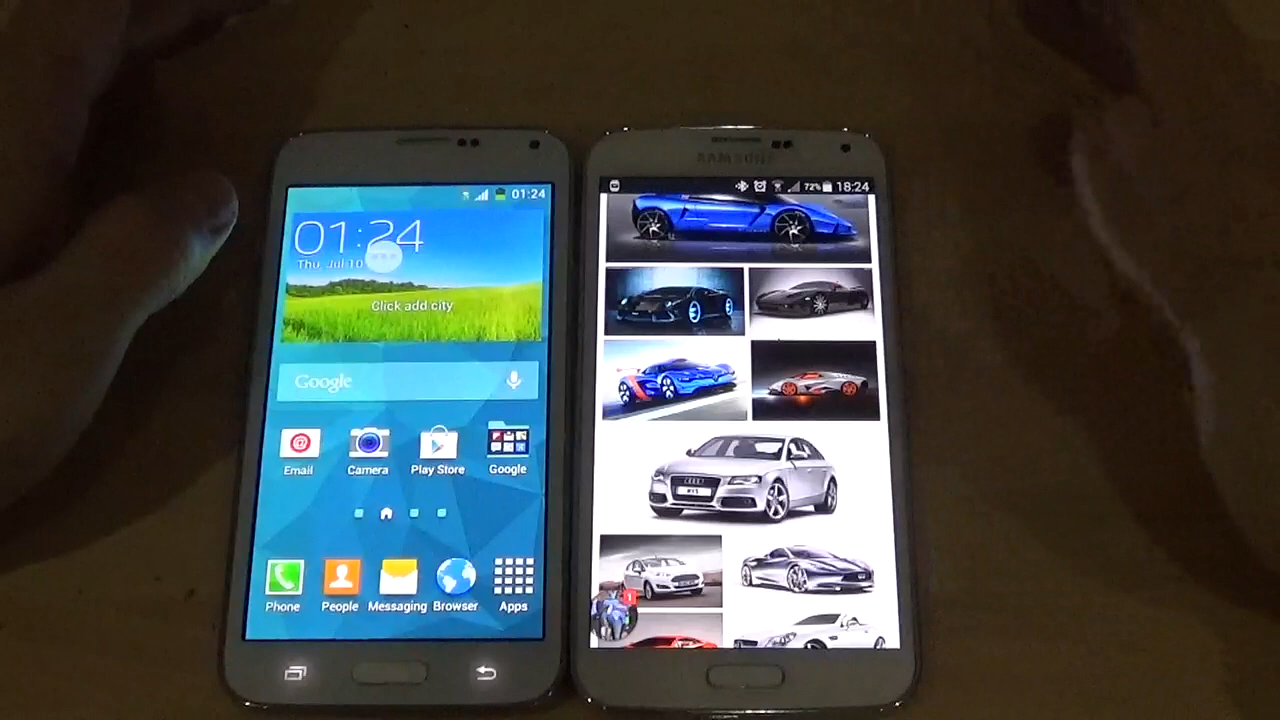 01:24
01:24
Thu, Jul 10
Click add city
Google
Email
Camera
Play Store
Google
Phone
People
Messaging
Browser
Apps
SAMSUNG
72%
18:24
1